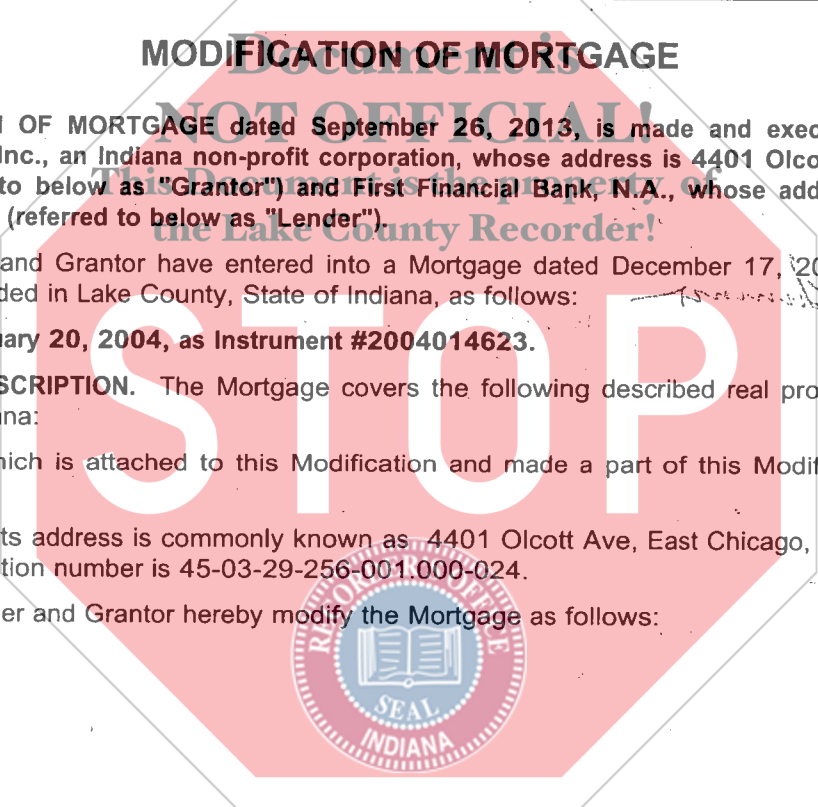 MODIFICATION OF MORTGAGE
Document is
OF MORTGAGE dated September 26, 2013, is made and exec
NOT OFFICIAL!
Inc., an Indiana non-profit corporation, whose address is 4401 Olco
to below as "Grantor") and First Financial Bank, N.A., whose add
This Document is the property of
(referred to below as "Lender").
the Lake County Recorder!
and Grantor have entered into a Mortgage dated December 17, 20
ded in Lake County, State of Indiana, as follows:
uary 20, 2004, as Instrument #2004014623.
SCRIPTION. The Mortgage covers the following described real pro
ana:
STOP
hich is attached to this Modification and made a part of this Modif
ts address is commonly known as 4401 Olcott Ave, East Chicago,
tion number is 45-03-29-256-001.000-024.
er and Grantor hereby modify the Mortgage as follows:
RECORDER'S OFFICE
SEAL
INDIANA